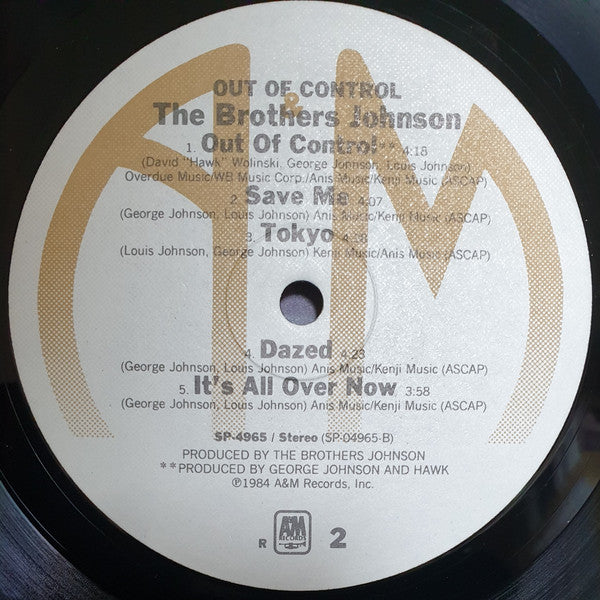 OUT OF CONTROL
The Brothers Johnson
1. Out Of Control** 4:18
(David "Hawk" Wolinski, George Johnson, Louis Johnson)
Overdue Music/WB Music Corp./Anis Music/Kenji Music (ASCAP)
2. Save Me 4:07
(George Johnson, Louis Johnson) Anis Music/Kenji Music (ASCAP)
3. Tokyo
(Louis Johnson, George Johnson) Kenji Music/Anis Music (ASCAP)
4. Dazed 4:23
(George Johnson, Louis Johnson) Anis Music/Kenji Music (ASCAP)
5. It's All Over Now 3:58
(George Johnson, Louis Johnson) Anis Music/Kenji Music (ASCAP)
SP-4965 / Stereo (SP-04965-B)
PRODUCED BY THE BROTHERS JOHNSON
**PRODUCED BY GEORGE JOHNSON AND HAWK
℗1984 A&M Records, Inc.
R A&M RECORDS 2